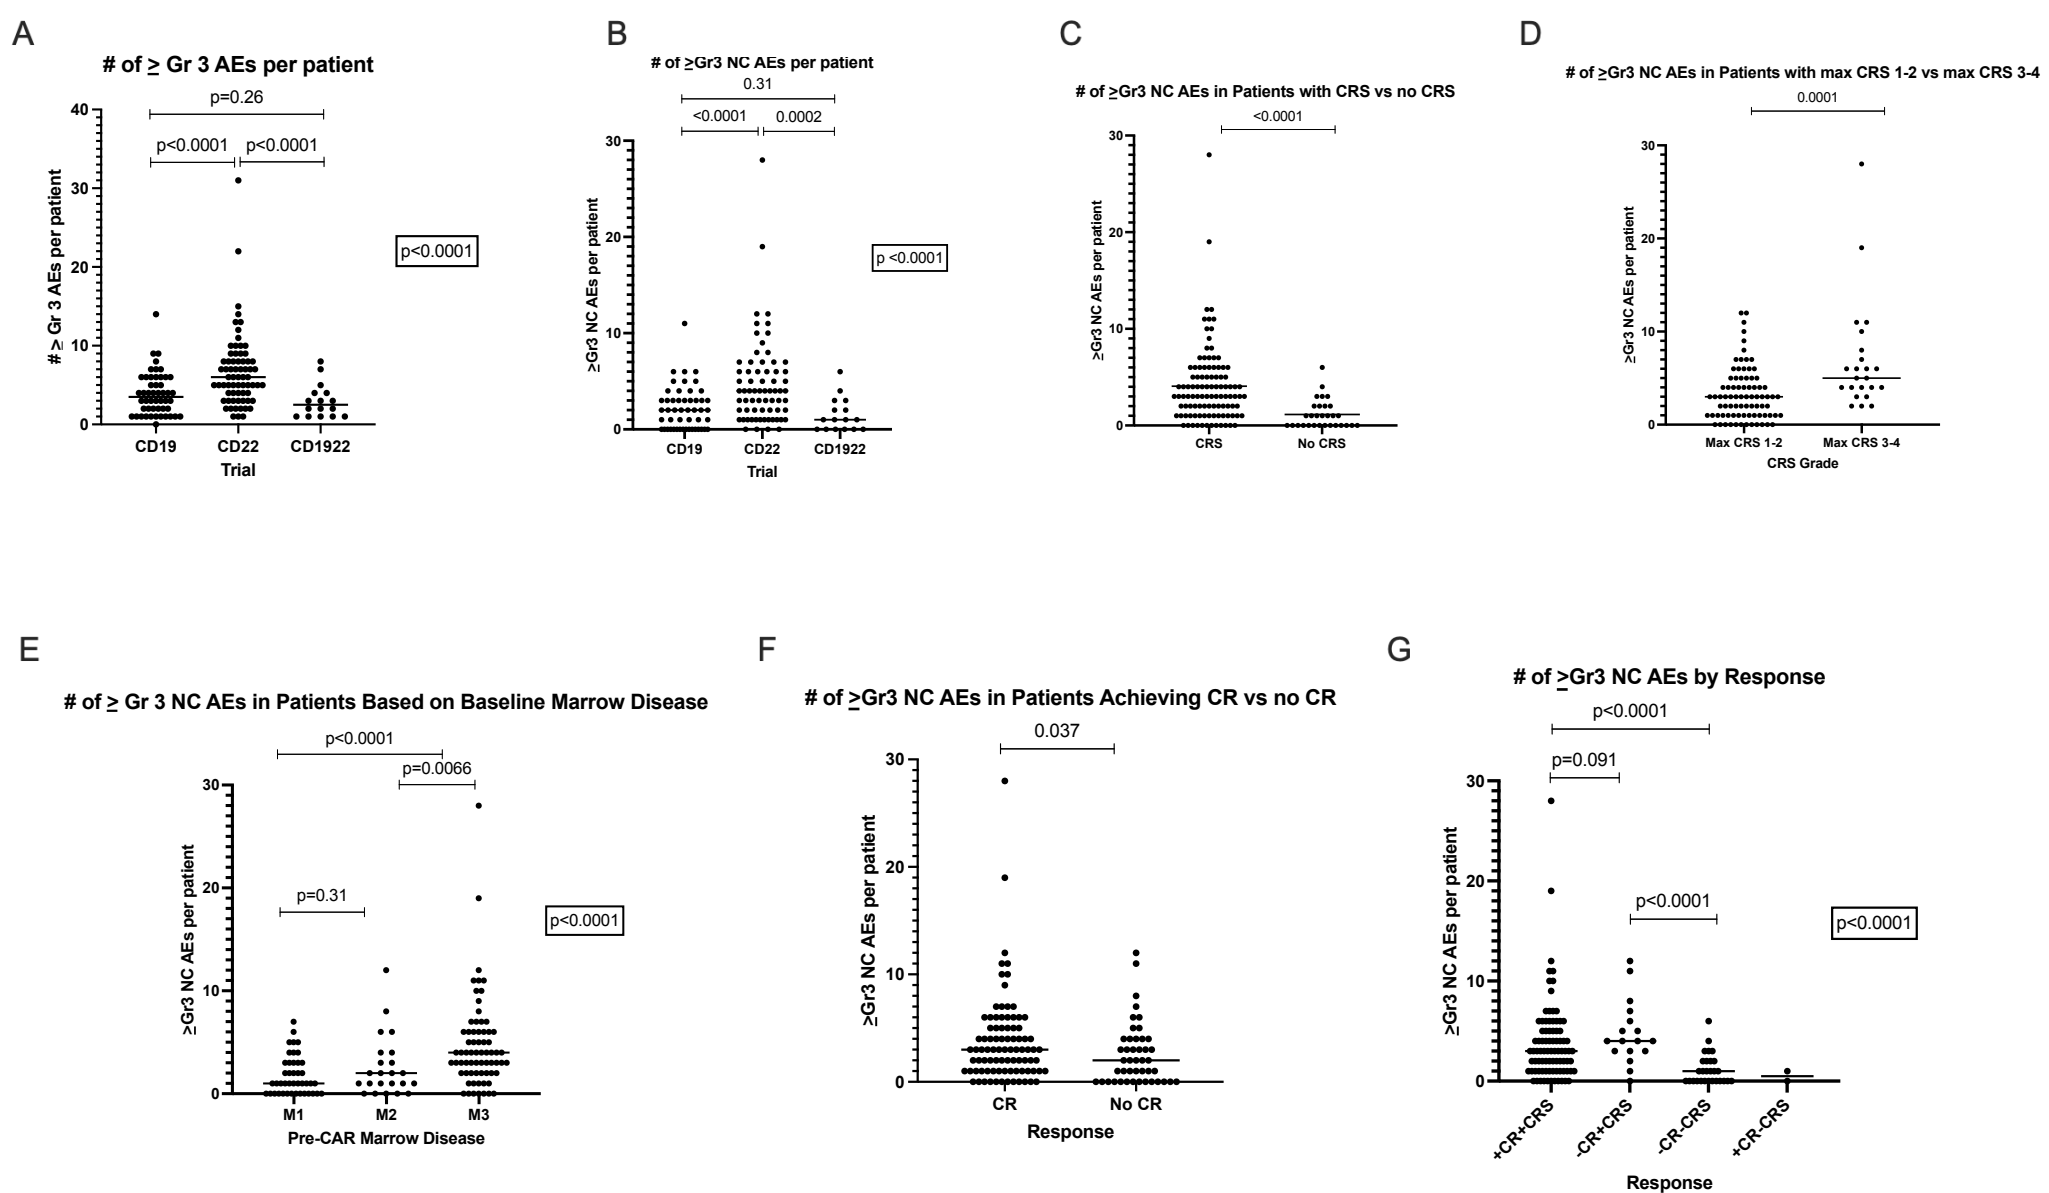 A
# of ≥ Gr 3 AEs per patient
p=0.26
p<0.0001
p<0.0001
p<0.0001
# ≥ Gr 3 AEs per patient
40
30
20
10
0
CD19
CD22
CD1922
Trial
B
# of ≥Gr3 NC AEs per patient
0.31
<0.0001
0.0002
p <0.0001
≥Gr3 NC AEs per patient
30
20
10
0
CD19
CD22
CD1922
Trial
C
# of ≥Gr3 NC AEs in Patients with CRS vs no CRS
<0.0001
≥Gr3 NC AEs per patient
30
20
10
0
CRS
No CRS
D
# of ≥Gr3 NC AEs in Patients with max CRS 1-2 vs max CRS 3-4
0.0001
≥Gr3 NC AEs per patient
30
20
10
0
Max CRS 1-2
Max CRS 3-4
CRS Grade
E
# of ≥ Gr 3 NC AEs in Patients Based on Baseline Marrow Disease
p<0.0001
p=0.0066
p=0.31
p<0.0001
≥Gr3 NC AEs per patient
30
20
10
0
M1
M2
M3
Pre-CAR Marrow Disease
F
# of ≥Gr3 NC AEs in Patients Achieving CR vs no CR
0.037
≥Gr3 NC AEs per patient
30
20
10
0
CR
No CR
Response
G
# of ≥Gr3 NC AEs by Response
p<0.0001
p=0.091
p<0.0001
p<0.0001
≥Gr3 NC AEs per patient
30
20
10
0
+CR+CRS
-CR+CRS
-CR-CRS
+CR-CRS
Response